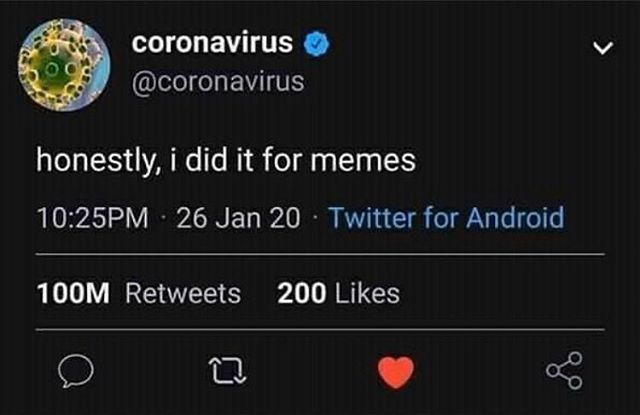 coronavirus
@coronavirus
honestly, i did it for memes
10:25PM · 26 Jan 20 · Twitter for Android
100M Retweets 200 Likes